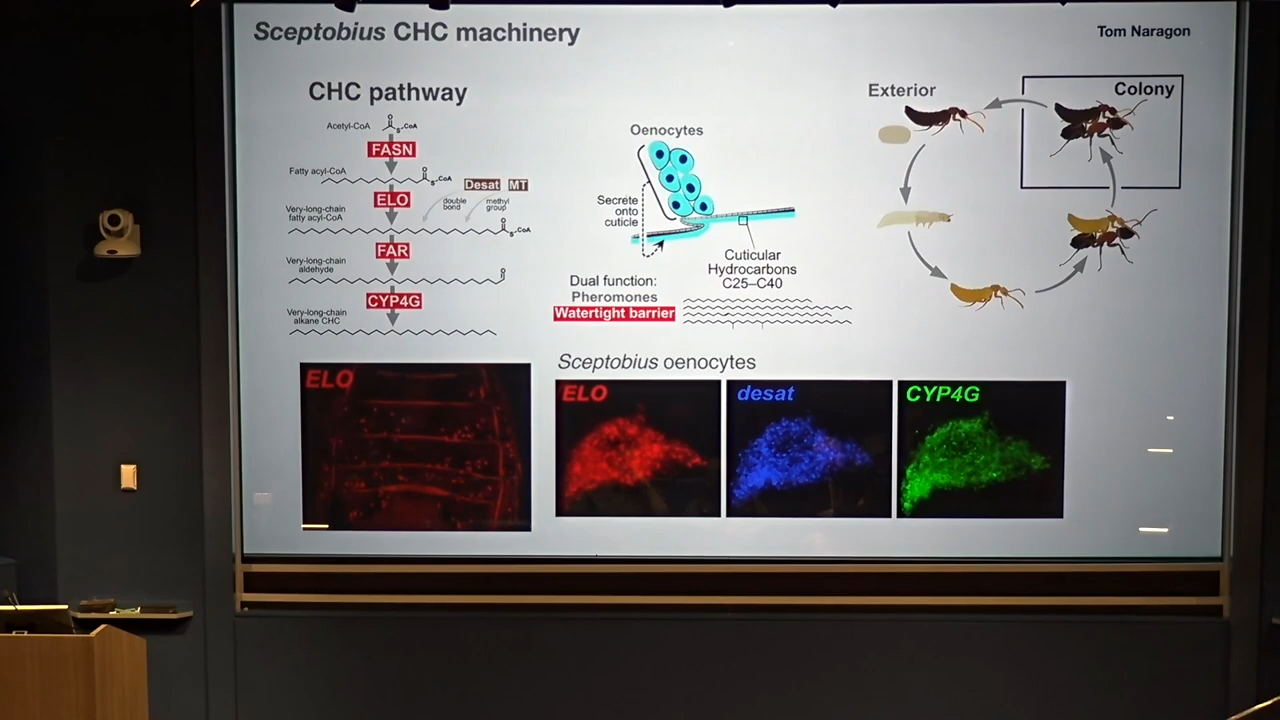 Sceptobius CHC machinery
Tom Naragon
CHC pathway
Acetyl-CoA
S-CoA
FASN
Fatty acyl-CoA
S-CoA
ELO
Desat
MT
double
bond
methyl
group
Very-long-chain
fatty acyl-CoA
S-CoA
FAR
Very-long-chain
aldehyde
CYP4G
Very-long-chain
alkane CHC
Oenocytes
Secrete
onto
cuticle
Cuticular
Hydrocarbons
C25–C40
Dual function:
Pheromones
Watertight barrier
Exterior
Colony
ELO
Sceptobius oenocytes
ELO
desat
CYP4G